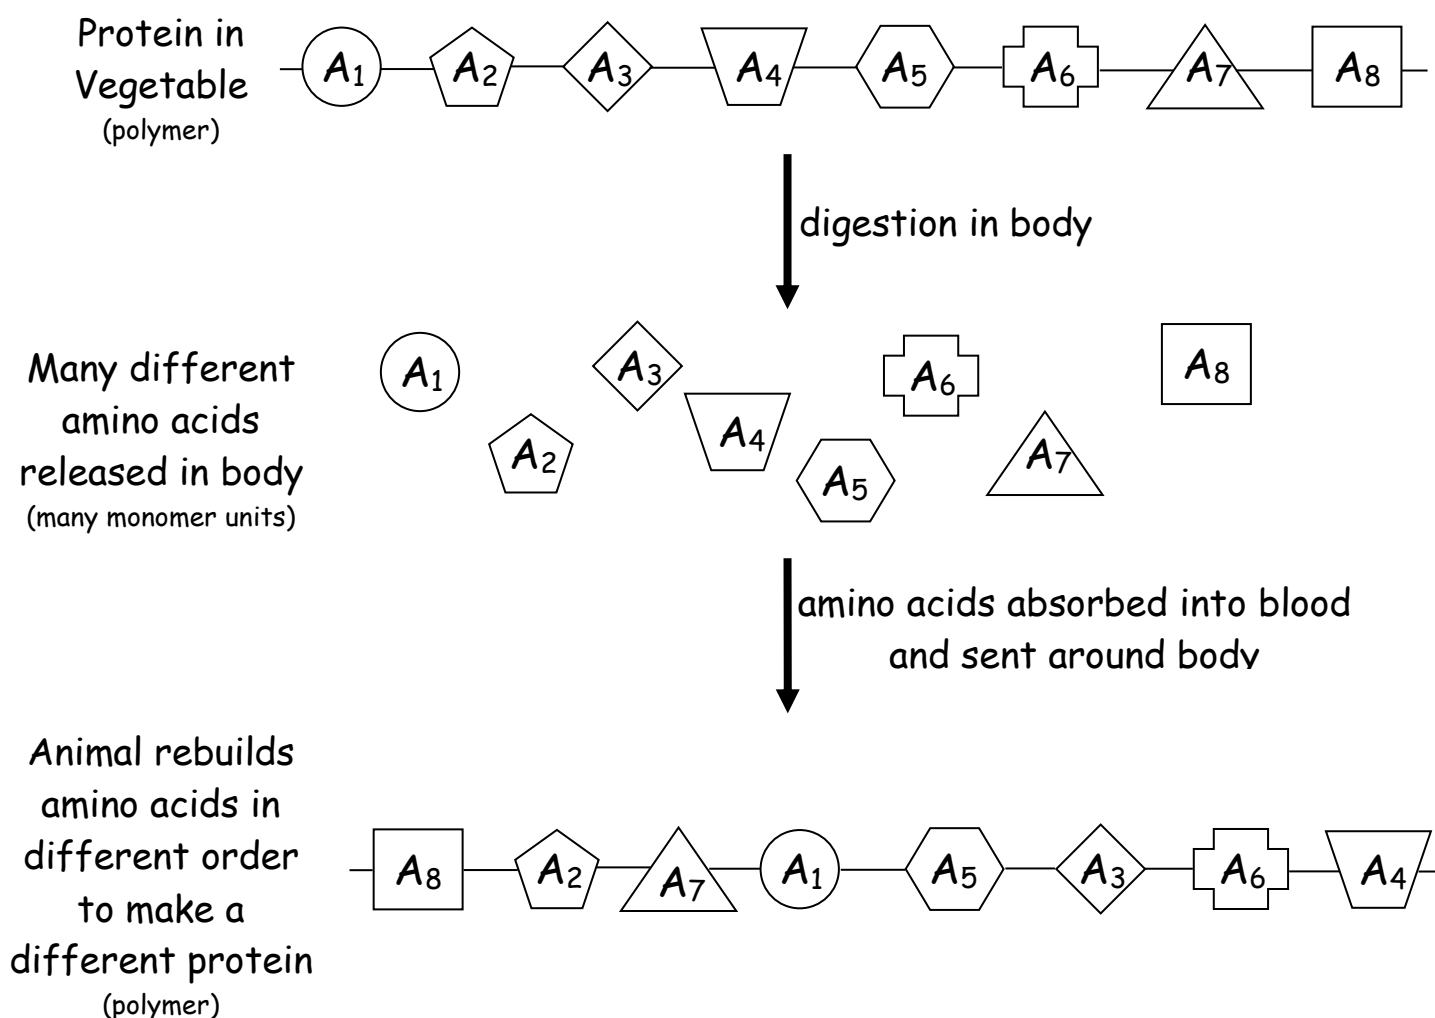 Protein in
Vegetable
(polymer)
A₁ A₂ A₃ A₄ A₅ A₆ A₇ A₈
digestion in body
Many different
amino acids
released in body
(many monomer units)
A₁ A₂ A₃ A₄ A₅ A₆ A₇ A₈
amino acids absorbed into blood
and sent around body
Animal rebuilds
amino acids in
different order
to make a
different protein
(polymer)
A₈ A₂ A₇ A₁ A₅ A₃ A₆ A₄